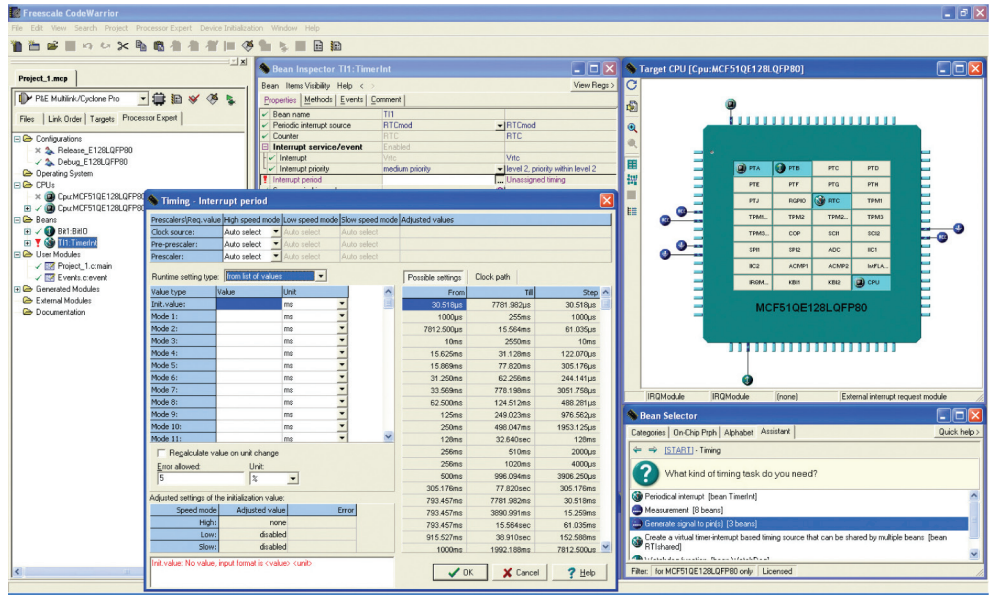 Freescale CodeWarrior
File Edit View Search Project Processor Expert Device Initialization Window Help
Project_1.mcp
P&E Multilink/Cyclone Pro
Files Link Order Targets Processor Expert
Configurations
Release_E128LQFP80
Debug_E128LQFP80
Operating System
CPUs
Cpu:MCF51QE128LQFP80
Cpu:MCF51QE128LQFP80
Beans
Bit1:BitIO
TI1:TimerInt
User Modules
Project_1.c:main
Events.c:event
Generated Modules
External Modules
Documentation
Bean Inspector TI1:TimerInt
Bean Items Visibility Help < > View Regs >
Properties Methods Events Comment
Bean name TI1
Periodic interrupt source RTCmod RTCmod
Counter RTC RTC
Interrupt service/event Enabled
Interrupt Vrtc Vrtc
Interrupt priority medium priority level 2, priority within level 2
Interrupt period ... Unassigned timing
Timing - Interrupt period
Prescalers\Req.value High speed mode Low speed mode Slow speed mode Adjusted values
Clock source: Auto select Auto select Auto select
Pre-prescaler: Auto select Auto select Auto select
Prescaler: Auto select Auto select Auto select
Runtime setting type: from list of values
Value type Value Unit
Init.value: ms
Mode 1: ms
Mode 2: ms
Mode 3: ms
Mode 4: ms
Mode 5: ms
Mode 6: ms
Mode 7: ms
Mode 8: ms
Mode 9: ms
Mode 10: ms
Mode 11: ms
Recalculate value on unit change
Error allowed: Unit:
5 %
Adjusted settings of the initialization value:
Speed mode Adjusted value Error
High: none
Low: disabled
Slow: disabled
Init.value: No value, input format is <value> <unit>
Possible settings Clock path
From Till Step
30.518µs 7781.982µs 30.518µs
1000µs 255ms 1000µs
7812.500µs 15.564ms 61.035µs
10ms 2550ms 10ms
15.625ms 31.128ms 122.070µs
15.869ms 77.820ms 305.176µs
31.250ms 62.256ms 244.141µs
33.569ms 778.198ms 3051.758µs
62.500ms 124.512ms 488.281µs
125ms 249.023ms 976.562µs
250ms 498.047ms 1953.125µs
128ms 32.640sec 128ms
256ms 510ms 2000µs
256ms 1020ms 4000µs
500ms 996.094ms 3906.250µs
305.176ms 77.820sec 305.176ms
793.457ms 7781.982ms 30.518ms
793.457ms 3890.991ms 15.259ms
793.457ms 15.564sec 61.035ms
915.527ms 38.910sec 152.588ms
1000ms 1992.188ms 7812.500µs
OK Cancel ? Help
Target CPU [Cpu:MCF51QE128LQFP80]
PTA PTB PTC PTD
PTE PTF PTG PTH
PTJ RGPIO RTC TPM1
TPM1.. TPM2 TPM2.. TPM3
TPM3.. COP SCI1 SCI2
SPI1 SPI2 ADC IIC1
IIC2 ACMP1 ACMP2 IntFLA..
IRQM.. KBI1 KBI2 CPU
MCF51QE128LQFP80
IRQModule IRQModule (none) External interrupt request module
Bean Selector
Categories On-Chip Prph Alphabet Assistant Quick help >
[START] - Timing
What kind of timing task do you need?
Periodical interrupt [bean TimerInt]
Measurement [8 beans]
Generate signal to pin(s) [3 beans]
Create a virtual timer-interrupt based timing source that can be shared by multiple beans [bean RTIshared]
Filter: for MCF51QE128LQFP80 only Licensed